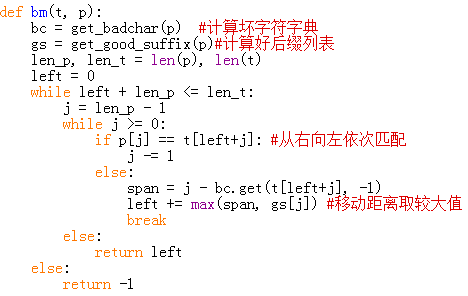 def bm(t, p):
    bc = get_badchar(p)  #计算坏字符字典
    gs = get_good_suffix(p)#计算好后缀列表
    len_p, len_t = len(p), len(t)
    left = 0
    while left + len_p <= len_t:
        j = len_p - 1
        while j >= 0:
            if p[j] == t[left+j]: #从右向左依次匹配
                j -= 1
            else:
                span = j - bc.get(t[left+j], -1)
                left += max(span, gs[j]) #移动距离取较大值
                break
        else:
            return left
    else:
        return -1